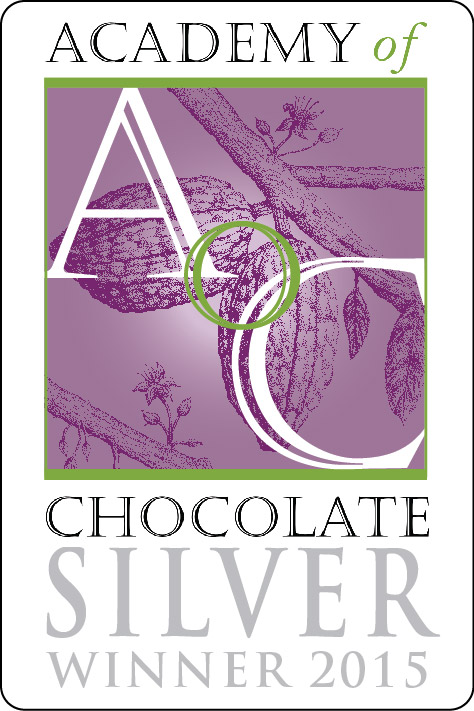 ACADEMY of
AOC
CHOCOLATE
SILVER
WINNER 2015